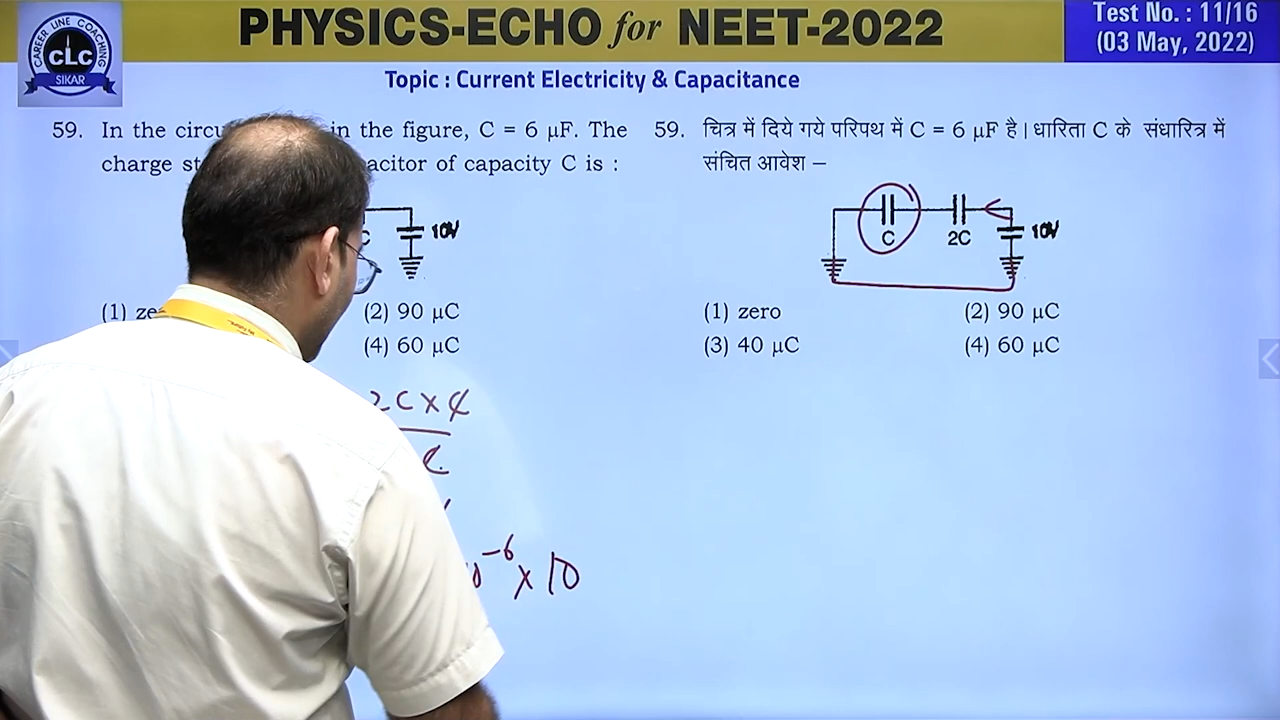 CAREER LINE COACHING
CLC
SIKAR
PHYSICS-ECHO for NEET-2022
Test No. : 11/16
(03 May, 2022)
Topic : Current Electricity & Capacitance
59. In the in the figure, C = 6 μF. The
charge of capacity C is :
C
10V
(2) 90 μC
(4) 60 μC
2C × C
C
-6
× 10
59. चित्र में दिये गये परिपथ में C = 6 μF है। धारिता C के संधारित्र में
संचित आवेश –
C
2C
10V
(1) zero
(2) 90 μC
(3) 40 μC
(4) 60 μC